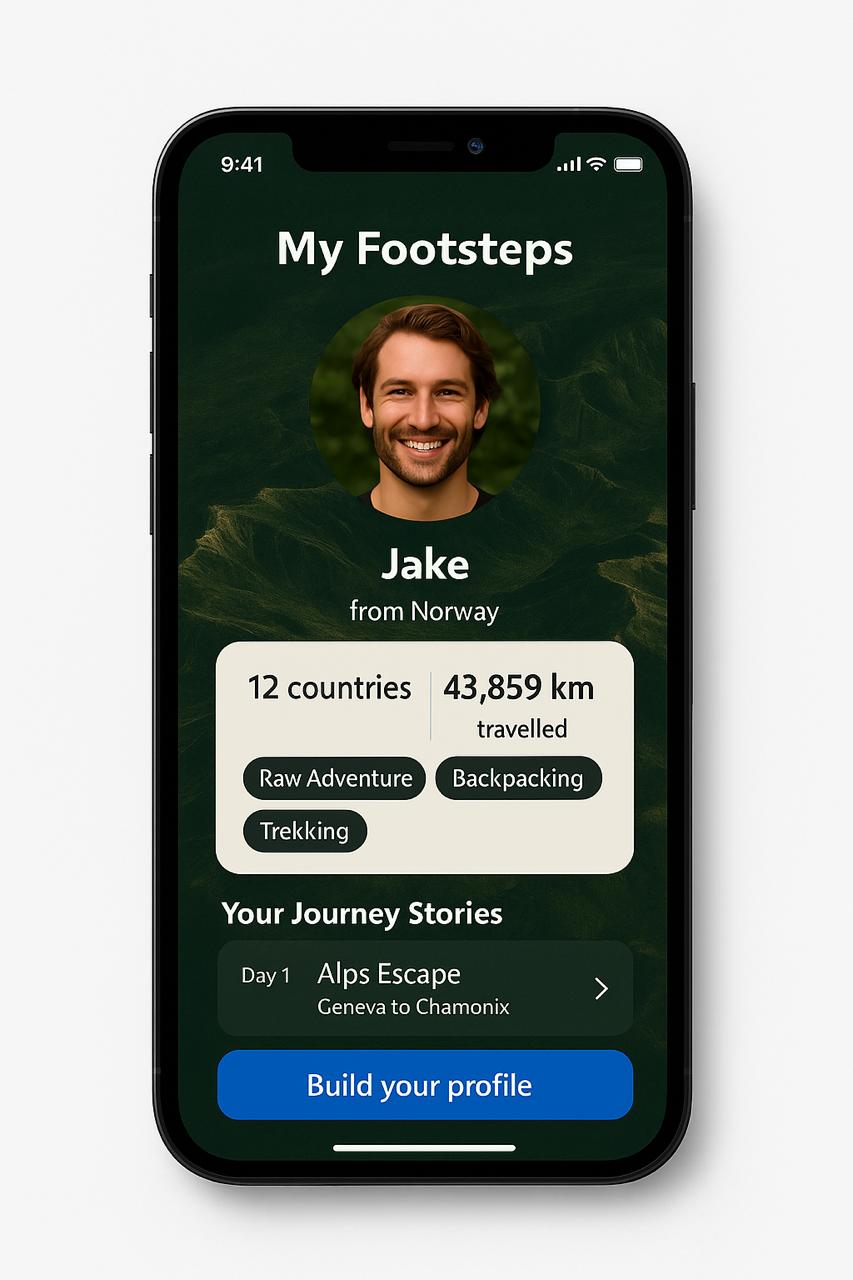 9:41
My Footsteps
Jake
from Norway
12 countries
43,859 km
travelled
Raw Adventure
Backpacking
Trekking
Your Journey Stories
Day 1
Alps Escape
Geneva to Chamonix
Build your profile